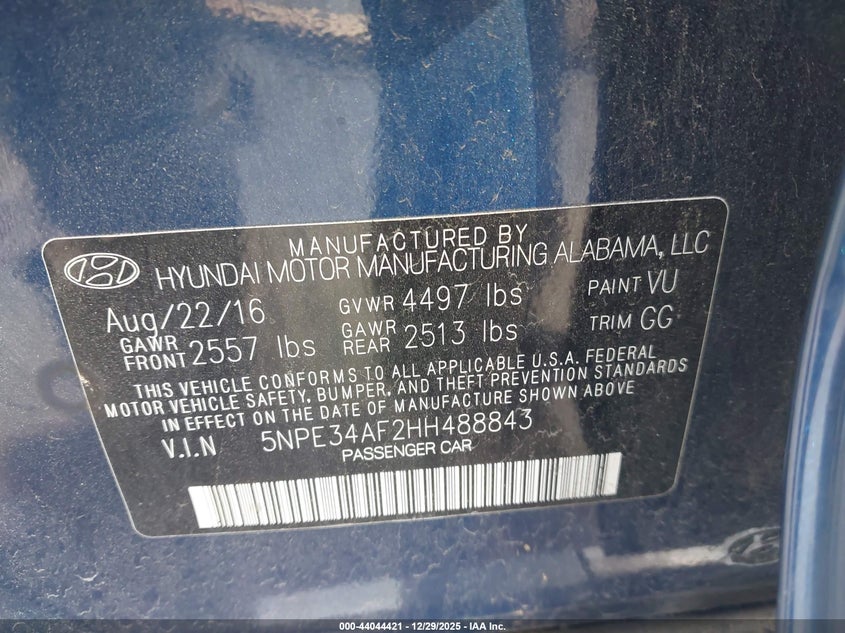 MANUFACTURED BY
HYUNDAI MOTOR MANUFACTURING ALABAMA, LLC
Aug/22/16 GVWR 4497 lbs PAINT VU
GAWR FRONT 2557 lbs GAWR REAR 2513 lbs TRIM GG
THIS VEHICLE CONFORMS TO ALL APPLICABLE U.S.A. FEDERAL
MOTOR VEHICLE SAFETY, BUMPER, AND THEFT PREVENTION STANDARDS
IN EFFECT ON THE DATE OF MANUFACTURE SHOWN ABOVE
V.I.N 5NPE34AF2HH488843
PASSENGER CAR
000-44044421 - 12/29/2025 - IAA Inc.